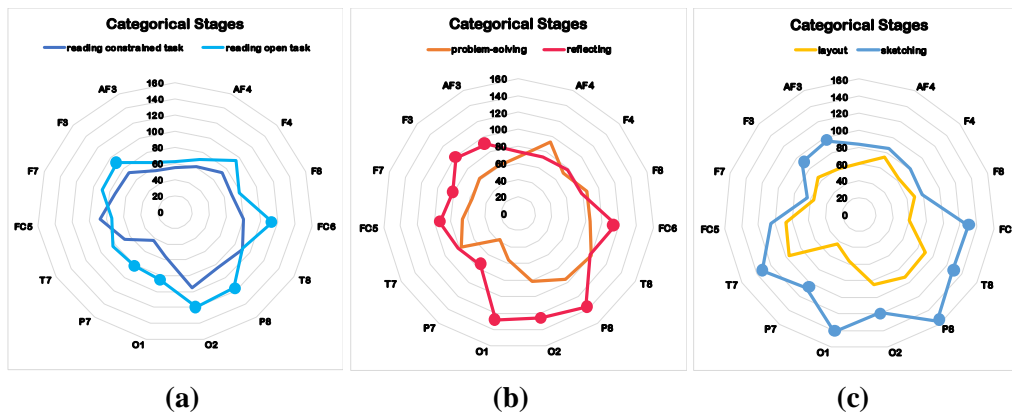 Categorical Stages
reading constrained task reading open task
160
140
120
100
80
60
40
20
0
AF3
AF4
F3
F4
F7
F8
FC5
FC6
T7
T8
P7
P8
O1
O2
(a)
Categorical Stages
problem-solving reflecting
160
140
120
100
80
60
40
20
0
AF3
AF4
F3
F4
F7
F8
FC5
FC6
T7
T8
P7
P8
O1
O2
(b)
Categorical Stages
layout sketching
160
140
120
100
80
60
40
20
0
AF3
AF4
F3
F4
F7
F8
FC5
FC
T7
T8
P7
P8
O1
O2
(c)